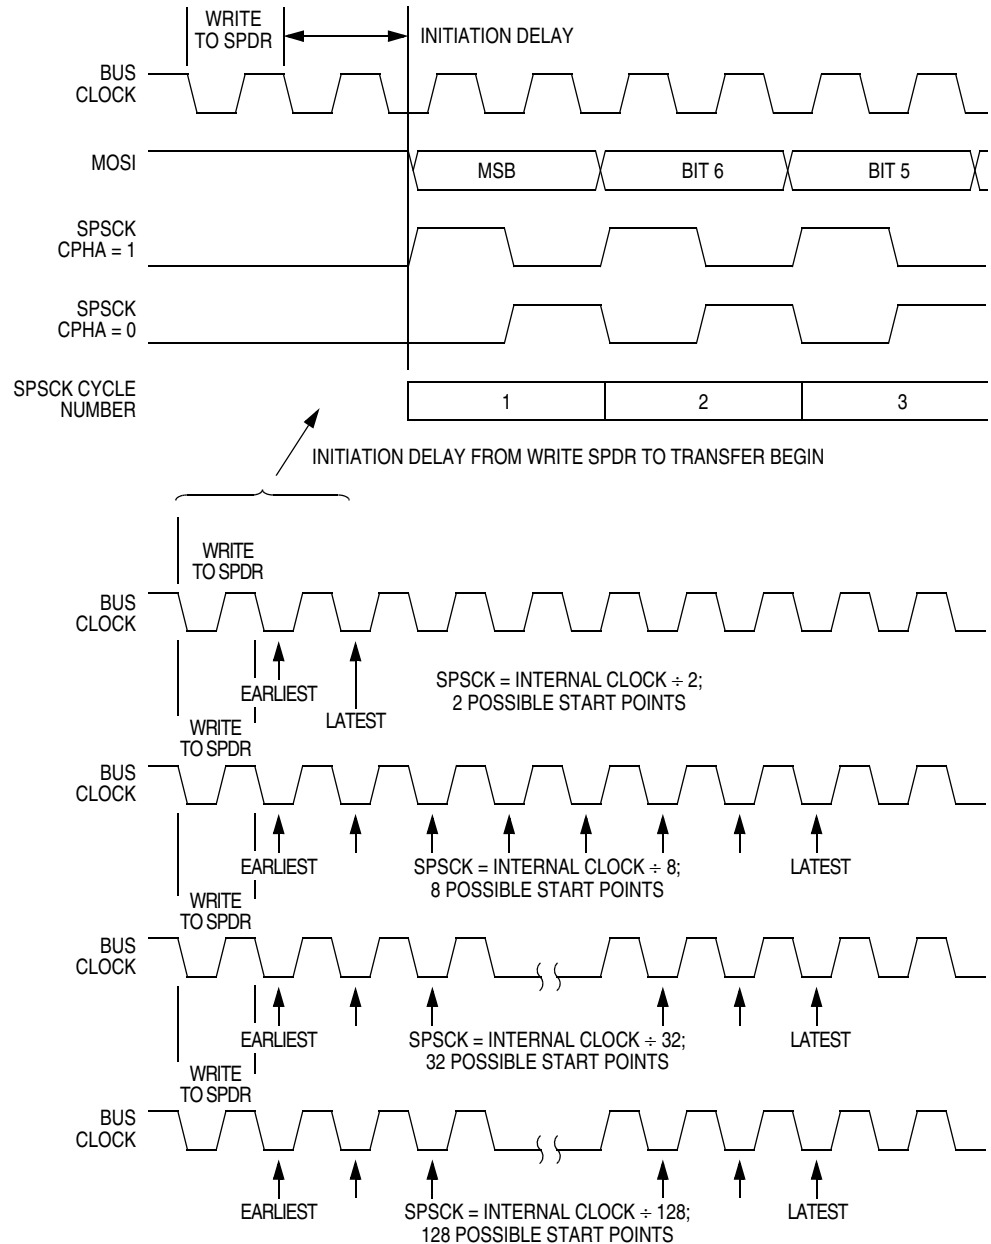 WRITE
TO SPDR
INITIATION DELAY
BUS
CLOCK
MOSI
MSB
BIT 6
BIT 5
SPSCK
CPHA = 1
SPSCK
CPHA = 0
SPSCK CYCLE
NUMBER
1
2
3
INITIATION DELAY FROM WRITE SPDR TO TRANSFER BEGIN
WRITE
TO SPDR
BUS
CLOCK
EARLIEST
LATEST
SPSCK = INTERNAL CLOCK ÷ 2;
2 POSSIBLE START POINTS
WRITE
TO SPDR
BUS
CLOCK
EARLIEST
SPSCK = INTERNAL CLOCK ÷ 8;
8 POSSIBLE START POINTS
LATEST
WRITE
TO SPDR
BUS
CLOCK
EARLIEST
SPSCK = INTERNAL CLOCK ÷ 32;
32 POSSIBLE START POINTS
LATEST
WRITE
TO SPDR
BUS
CLOCK
EARLIEST
SPSCK = INTERNAL CLOCK ÷ 128;
128 POSSIBLE START POINTS
LATEST